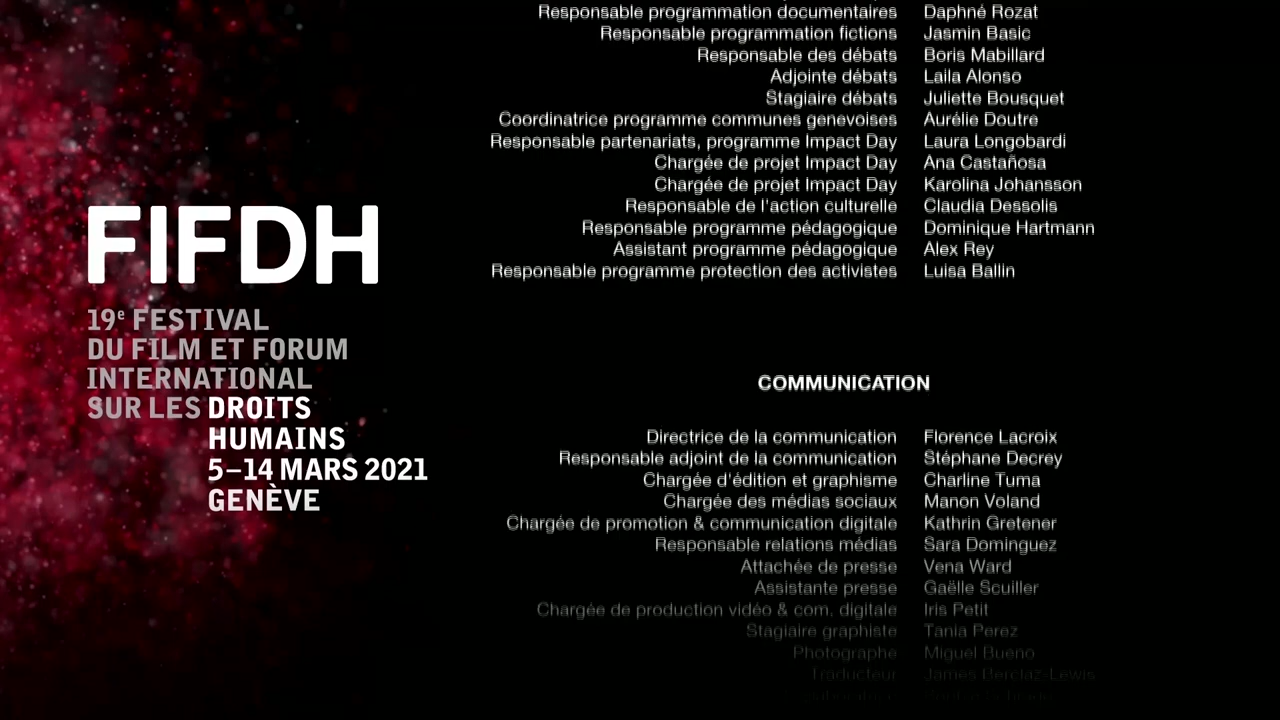 FIFDH
19e FESTIVAL
DU FILM ET FORUM
INTERNATIONAL
SUR LES DROITS
HUMAINS
5–14 MARS 2021
GENÈVE
Responsable programmation documentaires Daphné Rozat
Responsable programmation fictions Jasmin Basic
Responsable des débats Boris Mabillard
Adjointe débats Laila Alonso
Stagiaire débats Juliette Bousquet
Coordinatrice programme communes genevoises Aurélie Doutre
Responsable partenariats, programme Impact Day Laura Longobardi
Chargée de projet Impact Day Ana Castañosa
Chargée de projet Impact Day Karolina Johansson
Responsable de l'action culturelle Claudia Dessolis
Responsable programme pédagogique Dominique Hartmann
Assistant programme pédagogique Alex Rey
Responsable programme protection des activistes Luisa Ballin
COMMUNICATION
Directrice de la communication Florence Lacroix
Responsable adjoint de la communication Stéphane Decrey
Chargée d'édition et graphisme Charline Tuma
Chargée des médias sociaux Manon Voland
Chargée de promotion & communication digitale Kathrin Gretener
Responsable relations médias Sara Dominguez
Attachée de presse Vena Ward
Assistante presse Gaëlle Scuiller
Chargée de production vidéo & com. digitale Iris Petit
Stagiaire graphiste Tania Perez
Photographe Miguel Bueno
Traducteur James Berclaz-Lewis